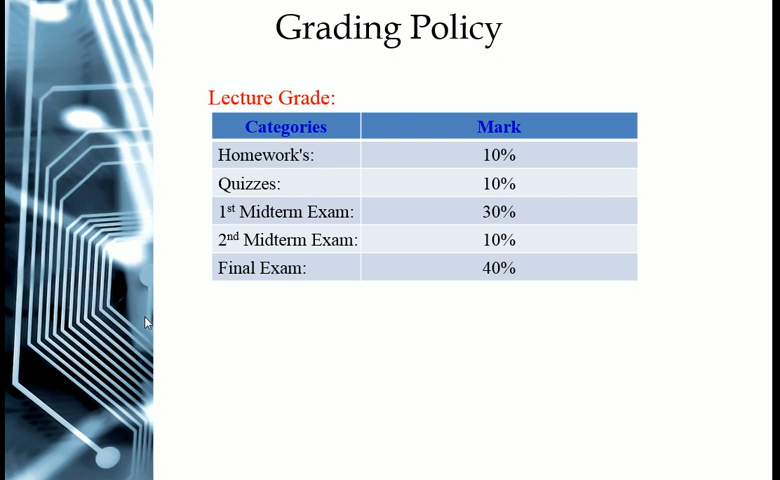 Grading Policy
Lecture Grade:
Categories Mark
Homework's: 10%
Quizzes: 10%
1st Midterm Exam: 30%
2nd Midterm Exam: 10%
Final Exam: 40%